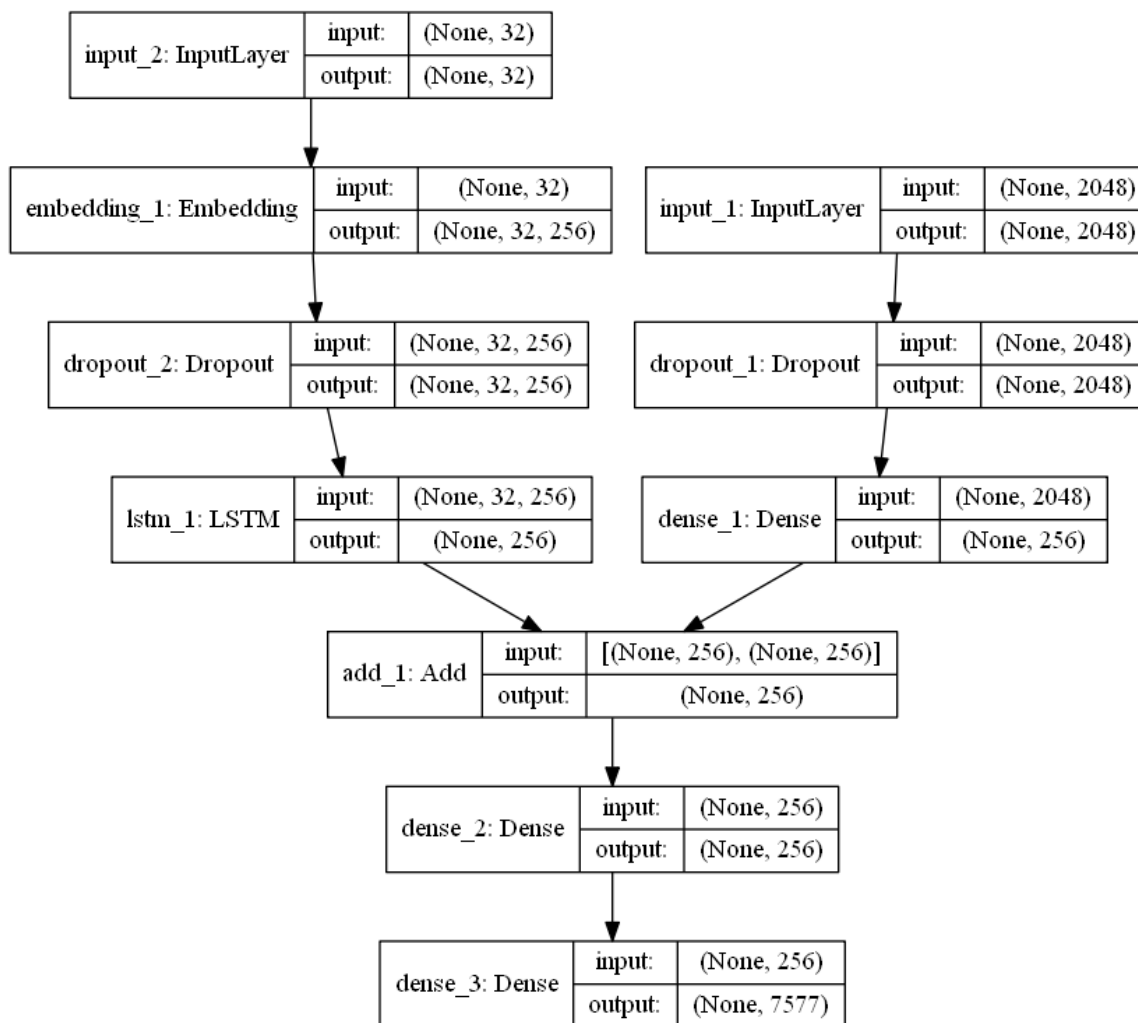 input_2: InputLayer
input: (None, 32)
output: (None, 32)
embedding_1: Embedding
input: (None, 32)
output: (None, 32, 256)
input_1: InputLayer
input: (None, 2048)
output: (None, 2048)
dropout_2: Dropout
input: (None, 32, 256)
output: (None, 32, 256)
dropout_1: Dropout
input: (None, 2048)
output: (None, 2048)
lstm_1: LSTM
input: (None, 32, 256)
output: (None, 256)
dense_1: Dense
input: (None, 2048)
output: (None, 256)
add_1: Add
input: [(None, 256), (None, 256)]
output: (None, 256)
dense_2: Dense
input: (None, 256)
output: (None, 256)
dense_3: Dense
input: (None, 256)
output: (None, 7577)